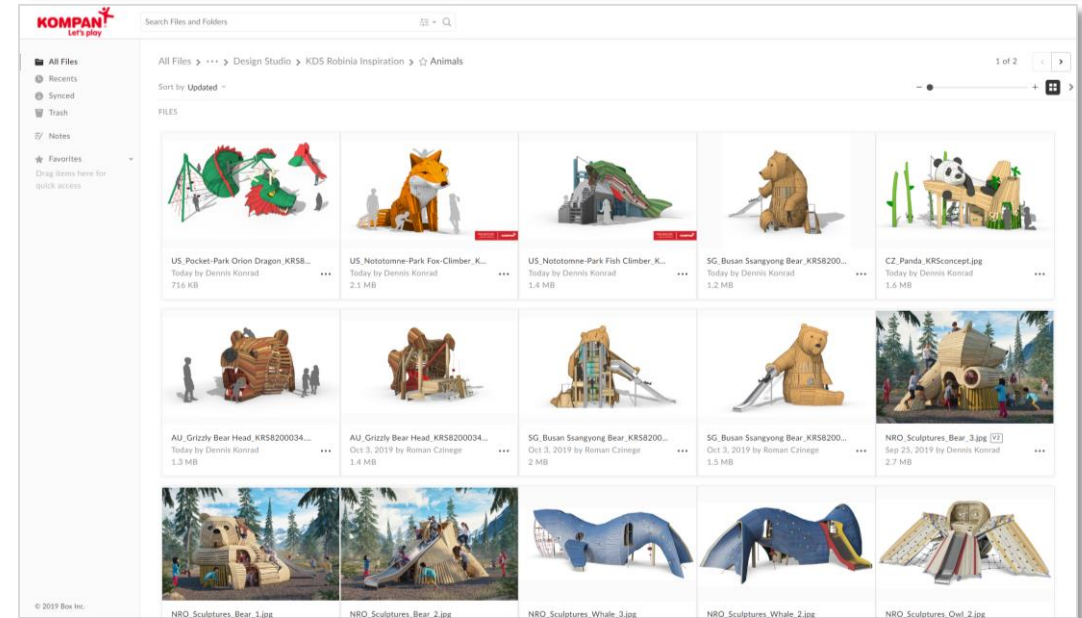 KOMPAN
Let's play
Search Files and Folders
All Files
Recents
Synced
Trash
Notes
Favorites
Drag items here for
quick access
© 2019 Box Inc.
All Files > ··· > Design Studio > KDS Robinia Inspiration > ☆ Animals
1 of 2
Sort by Updated
FILES
US_Pocket-Park Orion Dragon_KRS8...
Today by Dennis Konrad
716 KB
US_Nototomne-Park Fox-Climber_K...
Today by Dennis Konrad
2.1 MB
US_Nototomne-Park Fish Climber_K...
Today by Dennis Konrad
1.4 MB
SG_Busan Ssangyong Bear_KRS8200...
Today by Dennis Konrad
1.2 MB
CZ_Panda_KRSconcept.jpg
Today by Dennis Konrad
1.6 MB
AU_Grizzly Bear Head_KRS8200034....
Today by Dennis Konrad
1.3 MB
AU_Grizzly Bear Head_KRS8200034...
Oct 3, 2019 by Roman Czinege
1.4 MB
SG_Busan Ssangyong Bear_KRS8200...
Oct 3, 2019 by Roman Czinege
2 MB
SG_Busan Ssangyong Bear_KRS8200...
Oct 3, 2019 by Roman Czinege
1.5 MB
NRO_Sculptures_Bear_3.jpg V2
Sep 25, 2019 by Dennis Konrad
2.7 MB
NRO_Sculptures_Bear_1.jpg
NRO_Sculptures_Bear_2.jpg
NRO_Sculptures_Whale_3.jpg
NRO_Sculptures_Whale_2.jpg
NRO_Sculptures_Owl_2.jpg